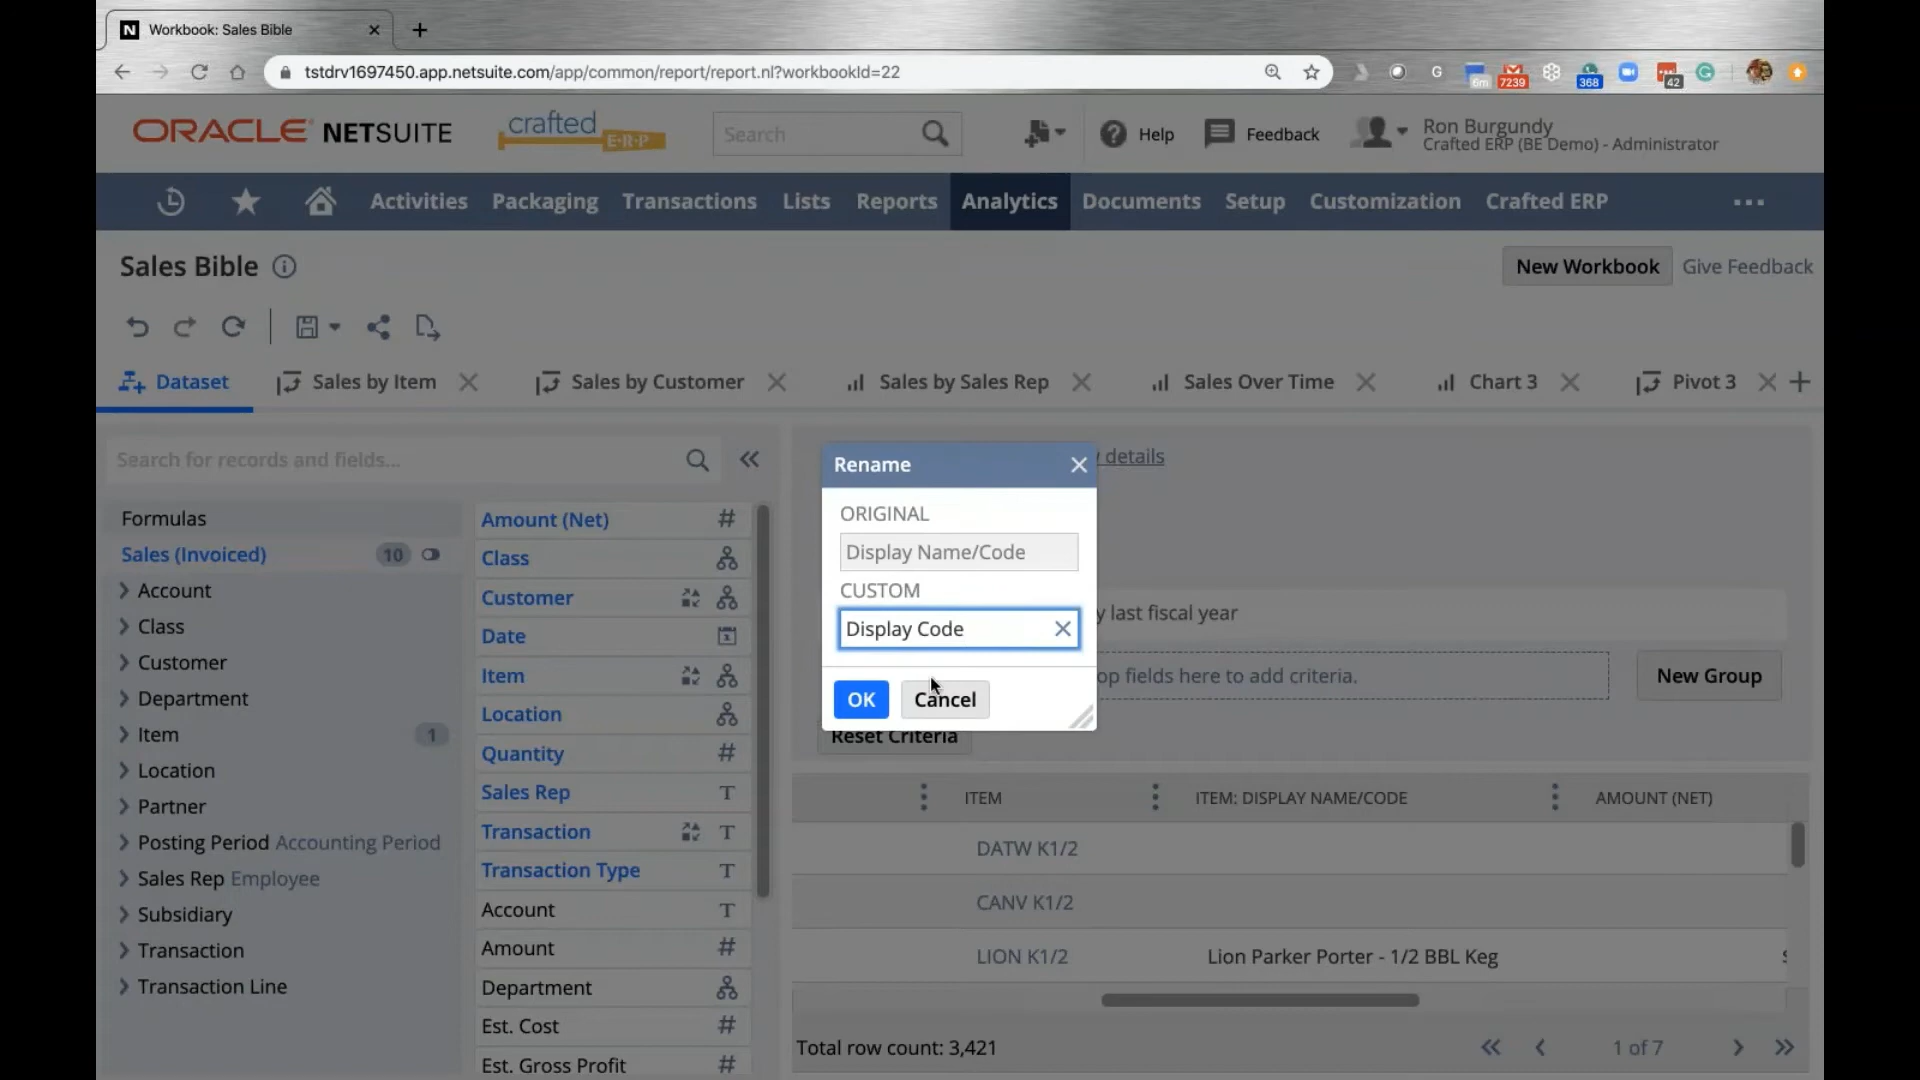 N Workbook: Sales Bible
tstdrv1697450.app.netsuite.com/app/common/report/report.nl?workbookId=22
G
6m
7239
368
42
ORACLE NETSUITE
crafted
E·R·P
Search
Help
Feedback
Ron Burgundy
Crafted ERP (BE Demo) - Administrator
Activities Packaging Transactions Lists Reports Analytics Documents Setup Customization Crafted ERP
Sales Bible
New Workbook
Give Feedback
Dataset
Sales by Item
Sales by Customer
Sales by Sales Rep
Sales Over Time
Chart 3
Pivot 3
Search for records and fields...
Formulas
Sales (Invoiced) 10
Account
Class
Customer
Department
Item 1
Location
Partner
Posting Period Accounting Period
Sales Rep Employee
Subsidiary
Transaction
Transaction Line
Amount (Net) #
Class
Customer
Date
Item
Location
Quantity #
Sales Rep T
Transaction T
Transaction Type T
Account T
Amount #
Department
Est. Cost #
Est. Gross Profit #
details
Rename
ORIGINAL
Display Name/Code
CUSTOM
Display Code
OK
Cancel
y last fiscal year
op fields here to add criteria.
New Group
Reset Criteria
ITEM
ITEM: DISPLAY NAME/CODE
AMOUNT (NET)
DATW K1/2
CANV K1/2
LION K1/2
Lion Parker Porter - 1/2 BBL Keg
Total row count: 3,421
1 of 7